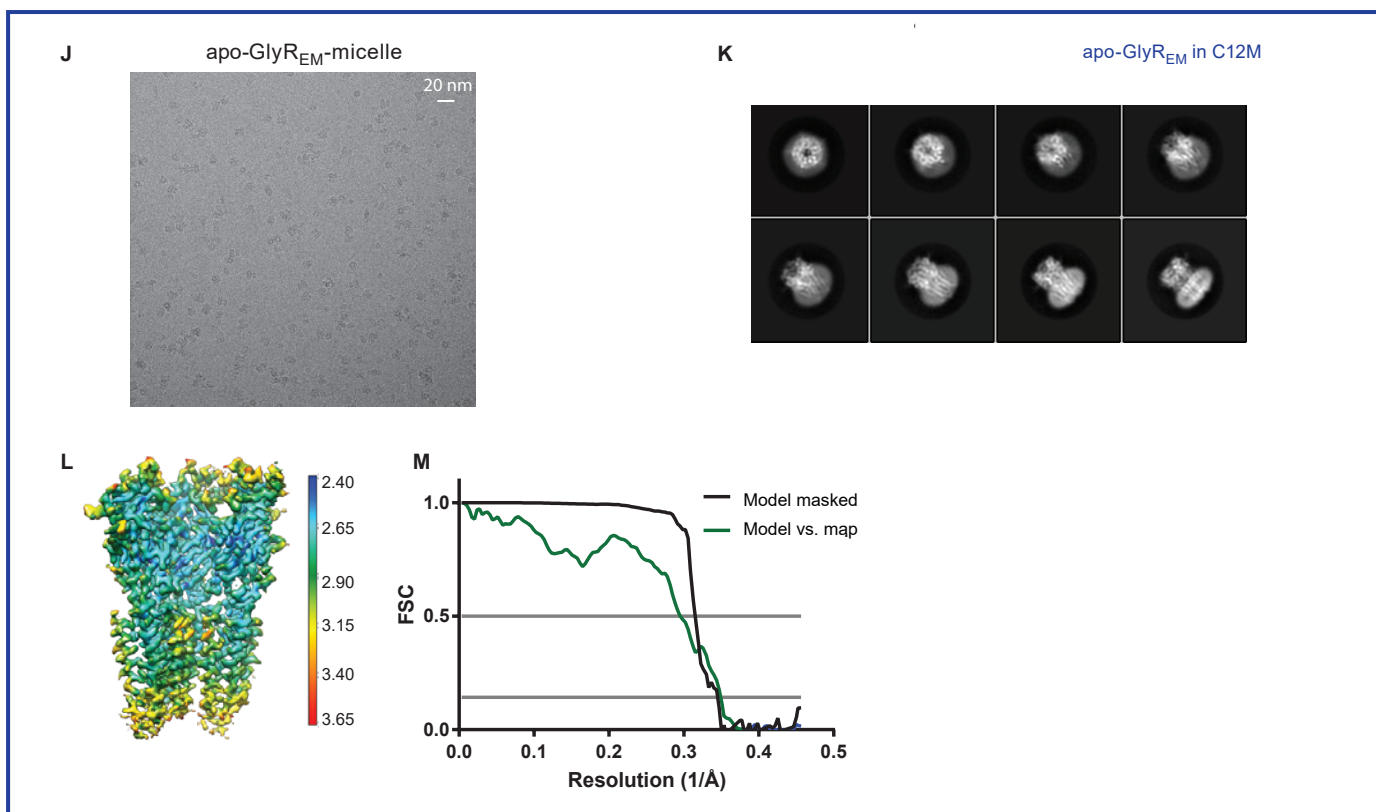 J
apo-GlyREM-micelle
20 nm
K
apo-GlyREM in C12M
L
2.40
2.65
2.90
3.15
3.40
3.65
M
Model masked
Model vs. map
FSC
1.0
0.5
0.0
0.0 0.1 0.2 0.3 0.4 0.5
Resolution (1/Å)